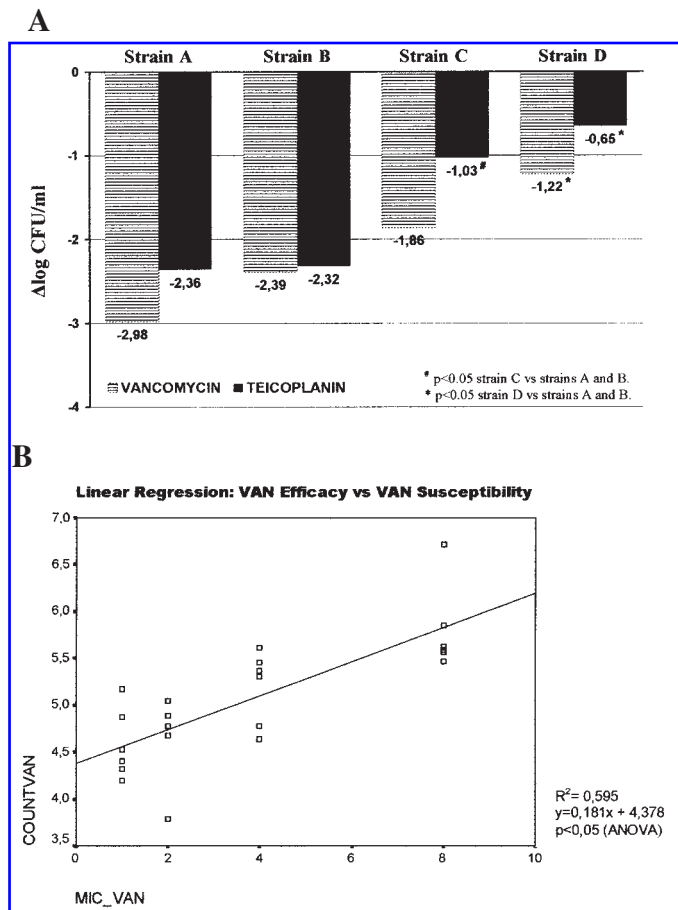 A
Strain A Strain B Strain C Strain D
0
-1
-2
-3
-4
Δlog CFU/ml
-2,98
-2,36
-2,39
-2,32
-1,86
-1,03 #
-1,22 *
-0,65 *
VANCOMYCIN TEICOPLANIN
# p<0.05 strain C vs strains A and B.
* p<0.05 strain D vs strains A and B.
B
Linear Regression: VAN Efficacy vs VAN Susceptibility
7,0
6,5
6,0
5,5
5,0
4,5
4,0
3,5
COUNTVAN
0 2 4 6 8 10
MIC_VAN
R²= 0,595
y=0,181x + 4,378
p<0,05 (ANOVA)